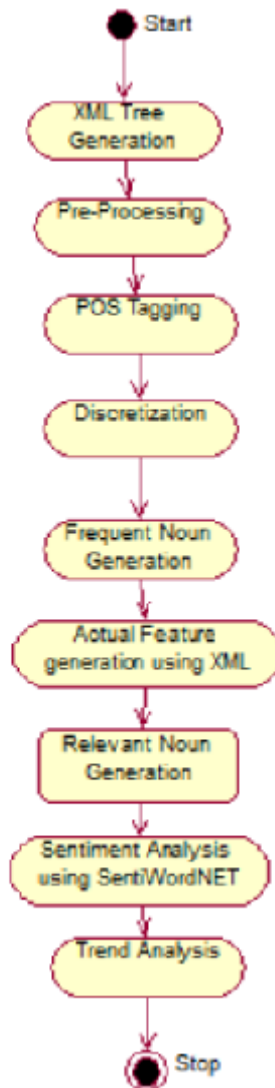 Start
XML Tree
Generation
Pre-Processing
POS Tagging
Discretization
Frequent Noun
Generation
Actual Feature
generation using XML
Relevant Noun
Generation
Sentiment Analysis
using SentiWordNET
Trend Analysis
Stop